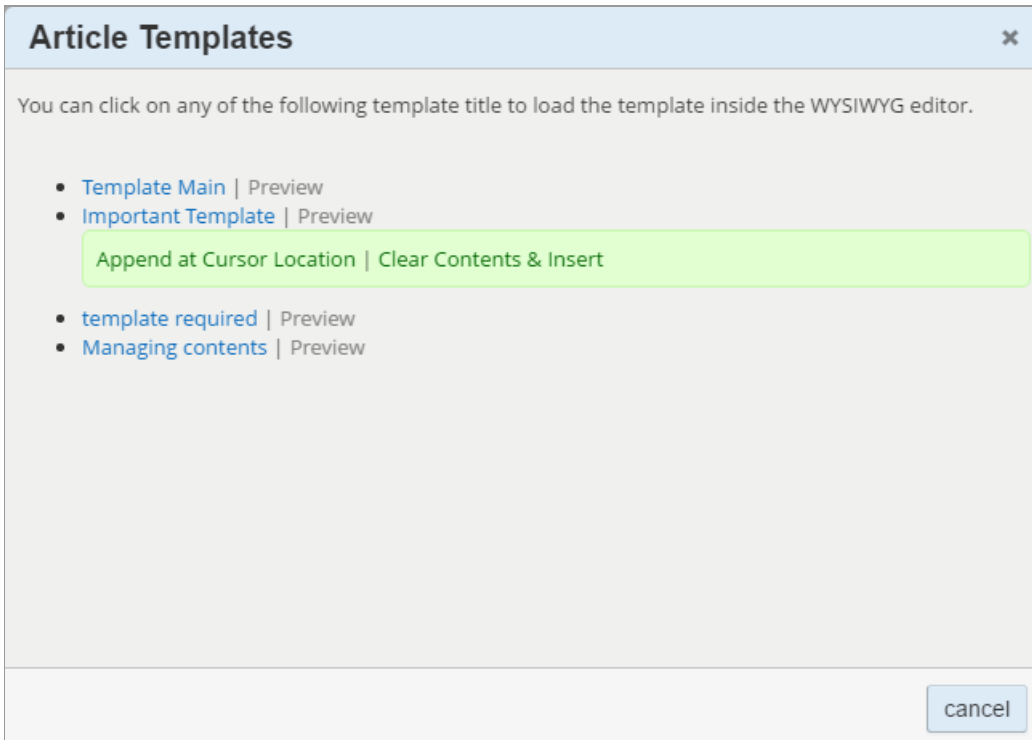 Article Templates
You can click on any of the following template title to load the template inside the WYSIWYG editor.
Template Main | Preview
Important Template | Preview
Append at Cursor Location | Clear Contents & Insert
template required | Preview
Managing contents | Preview
cancel